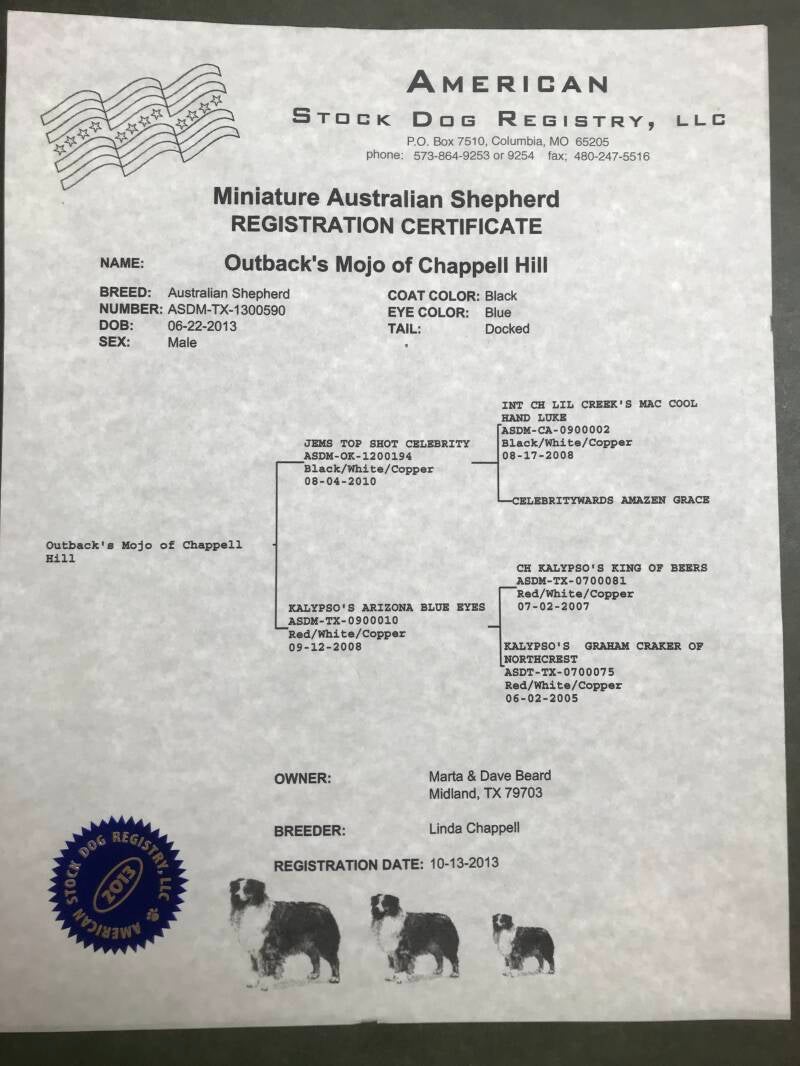 AMERICAN
STOCK DOG REGISTRY, LLC
P.O. Box 7510, Columbia, MO 65205
phone: 573-864-9253 or 9254 fax; 480-247-5516
Miniature Australian Shepherd
REGISTRATION CERTIFICATE
NAME: Outback's Mojo of Chappell Hill
BREED: Australian Shepherd COAT COLOR: Black
NUMBER: ASDM-TX-1300590 EYE COLOR: Blue
DOB: 06-22-2013 TAIL: Docked
SEX: Male
INT CH LIL CREEK'S MAC COOL
HAND LUKE
ASDM-CA-0900002
Black/White/Copper
08-17-2008
JEMS TOP SHOT CELEBRITY
ASDM-OK-1200194
Black/White/Copper
08-04-2010
CELEBRITYWARDS AMAZEN GRACE
Outback's Mojo of Chappell
Hill
CH KALYPSO'S KING OF BEERS
ASDM-TX-0700081
Red/White/Copper
07-02-2007
KALYPSO'S ARIZONA BLUE EYES
ASDM-TX-0900010
Red/White/Copper
09-12-2008
KALYPSO'S GRAHAM CRAKER OF
NORTHCREST
ASDT-TX-0700075
Red/White/Copper
06-02-2005
OWNER: Marta & Dave Beard
Midland, TX 79703
BREEDER: Linda Chappell
REGISTRATION DATE: 10-13-2013
AMERICAN STOCK DOG REGISTRY, LLC
2013